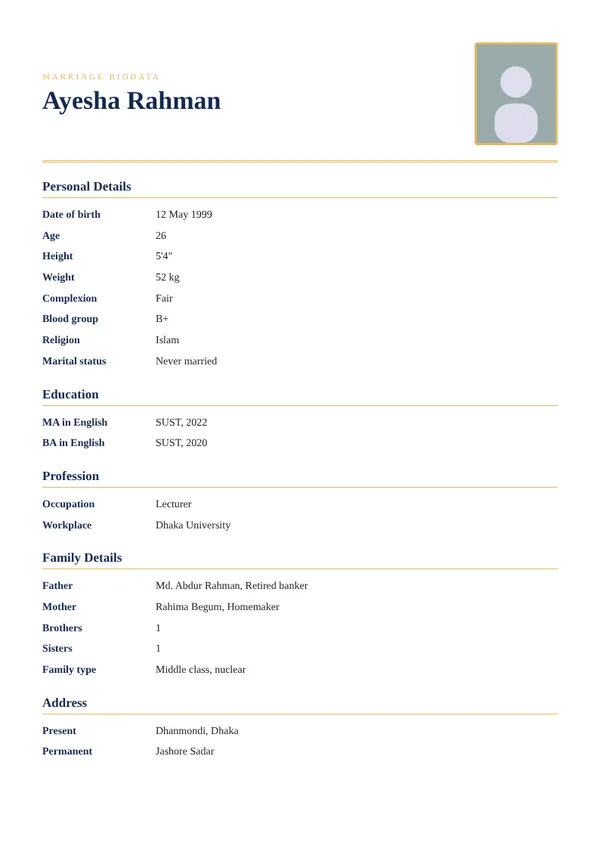 MARRIAGE BIODATA
Ayesha Rahman
Personal Details
Date of birth 12 May 1999
Age 26
Height 5'4"
Weight 52 kg
Complexion Fair
Blood group B+
Religion Islam
Marital status Never married
Education
MA in English SUST, 2022
BA in English SUST, 2020
Profession
Occupation Lecturer
Workplace Dhaka University
Family Details
Father Md. Abdur Rahman, Retired banker
Mother Rahima Begum, Homemaker
Brothers 1
Sisters 1
Family type Middle class, nuclear
Address
Present Dhanmondi, Dhaka
Permanent Jashore Sadar